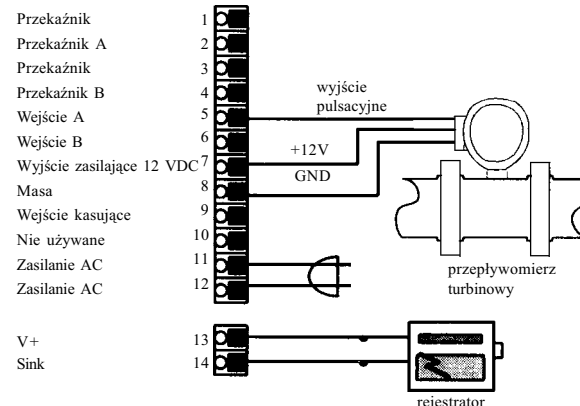 Przekaźnik 1
Przekaźnik A 2
Przekaźnik 3
Przekaźnik B 4
Wejście A 5
Wejście B 6
Wyjście zasilające 12 VDC 7
Masa 8
Wejście kasujące 9
Nie używane 10
Zasilanie AC 11
Zasilanie AC 12
V+ 13
Sink 14
wyjście
pulsacyjne
+12V
GND
przepływomierz
turbinowy
rejestrator